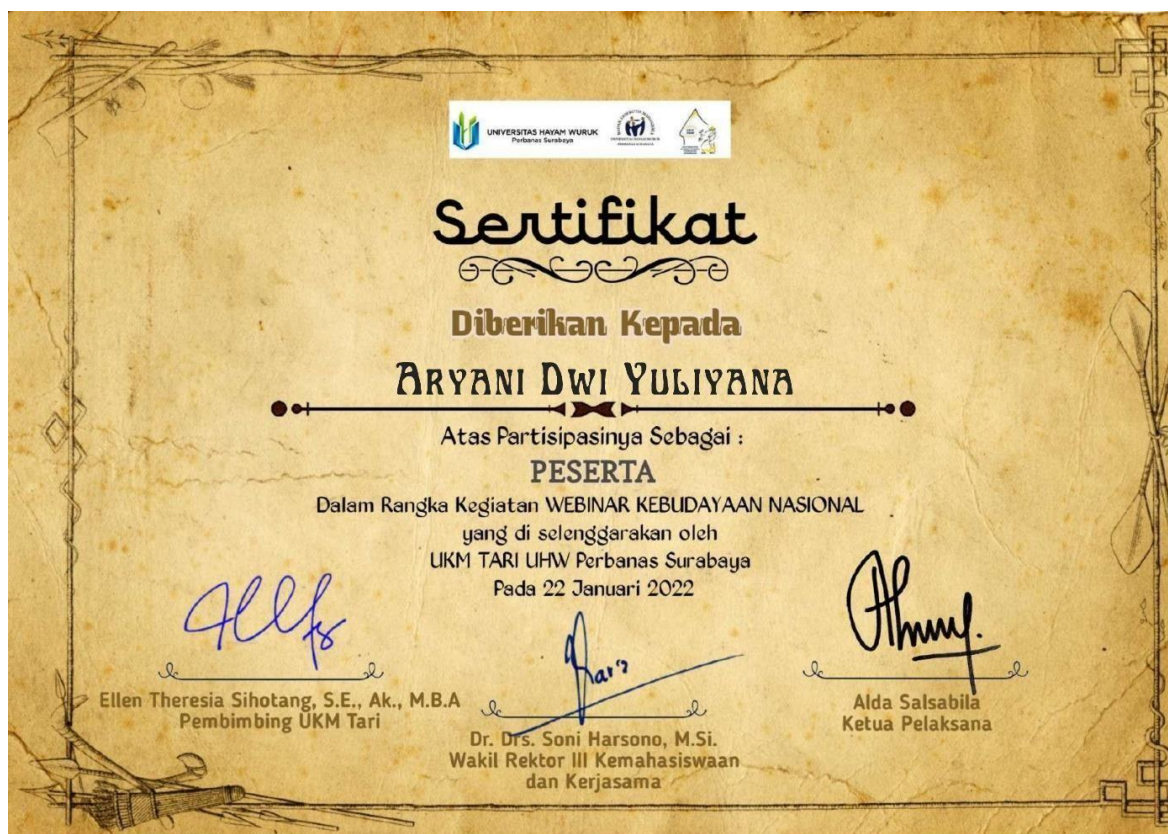 UNIVERSITAS HAYAM WURUK
Perbanas Surabaya
Sertifikat
Diberikan Kepada
ARYANI DWI YULIYANA
Atas Partisipasinya Sebagai :
PESERTA
Dalam Rangka Kegiatan WEBINAR KEBUDAYAAN NASIONAL
yang di selenggarakan oleh
UKM TARI UHW Perbanas Surabaya
Pada 22 Januari 2022
Ellen Theresia Sihotang, S.E., Ak., M.B.A
Pembimbing UKM Tari
Dr. Drs. Soni Harsono, M.Si.
Wakil Rektor III Kemahasiswaan
dan Kerjasama
Alda Salsabila
Ketua Pelaksana